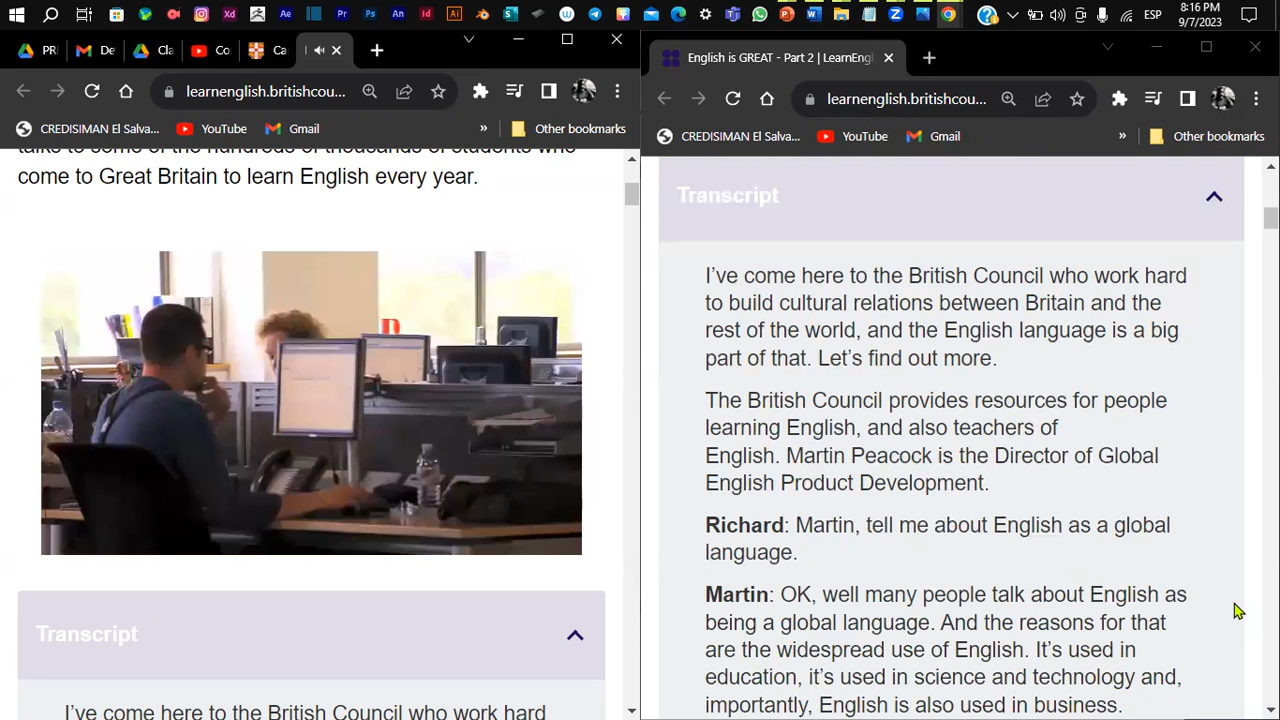 8:16 PM
ESP
9/7/2023
PRI
De
Cla
Co
Ca
learnenglish.britishcou...
CREDISIMAN El Salva...
YouTube
Gmail
»
Other bookmarks
come to Great Britain to learn English every year.
Transcript
I've come here to the British Council who work hard
English is GREAT - Part 2 | LearnEngl
learnenglish.britishcou...
CREDISIMAN El Salva...
YouTube
Gmail
»
Other bookmarks
Transcript
I've come here to the British Council who work hard
to build cultural relations between Britain and the
rest of the world, and the English language is a big
part of that. Let's find out more.
The British Council provides resources for people
learning English, and also teachers of
English. Martin Peacock is the Director of Global
English Product Development.
Richard: Martin, tell me about English as a global
language.
Martin: OK, well many people talk about English as
being a global language. And the reasons for that
are the widespread use of English. It's used in
education, it's used in science and technology and,
importantly, English is also used in business.